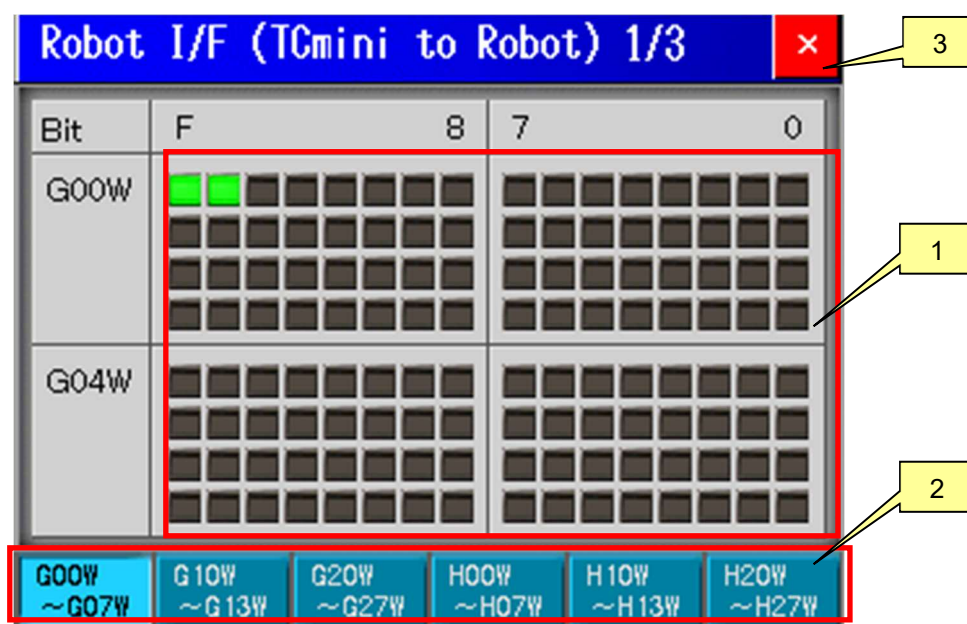 Robot I/F (TCmini to Robot) 1/3 ×
3
Bit F 8 7 0
G00W
1
G04W
2
G00W G10W G20W H00W H10W H20W
~G07W ~G13W ~G27W ~H07W ~H13W ~H27W